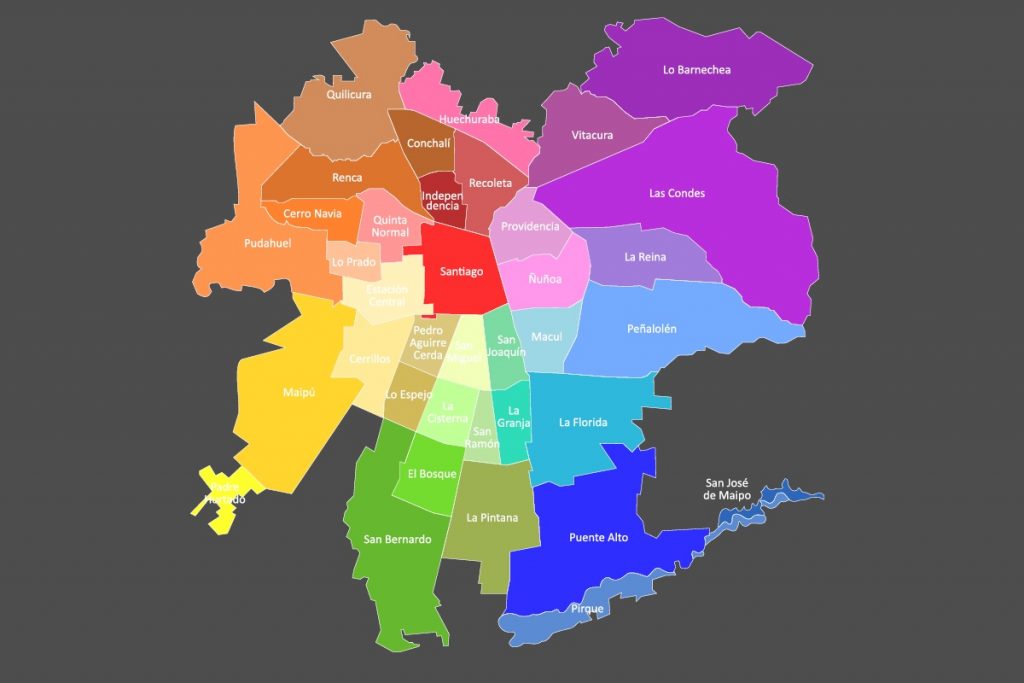 Lo Barnechea
Quilicura
Huechuraba
Vitacura
Conchalí
Renca
Recoleta
Las Condes
Indepen
dencia
Cerro Navia
Quinta
Normal
Providencia
Pudahuel
Lo Prado
Santiago
La Reina
Ñuñoa
Estación
Central
Pedro
Aguirre
Cerda
San
Miguel
San
Joaquín
Macul
Peñalolén
Cerrillos
Maipú
Lo Espejo
La
Cisterna
San
Ramón
La
Granja
La Florida
El Bosque
Padre
Hurtado
San José
de Maipo
La Pintana
San Bernardo
Puente Alto
Pirque